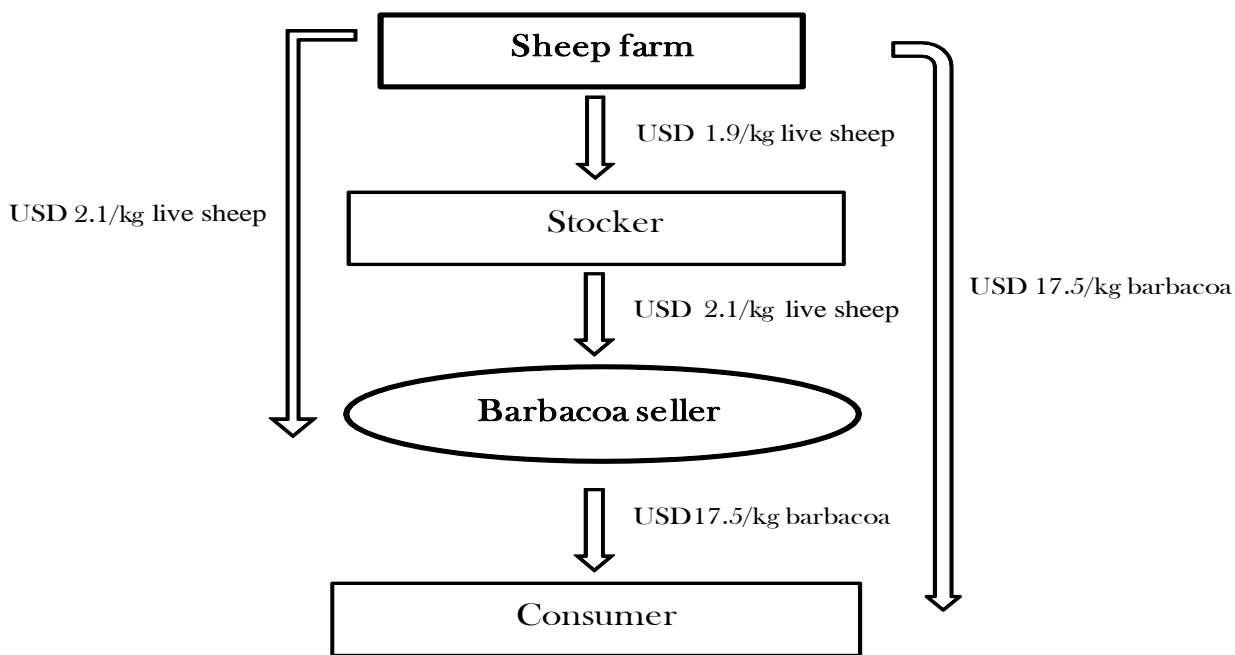 Sheep farm
USD 1.9/kg live sheep
USD 2.1/kg live sheep
Stocker
USD 17.5/kg barbacoa
USD 2.1/kg live sheep
Barbacoa seller
USD17.5/kg barbacoa
Consumer